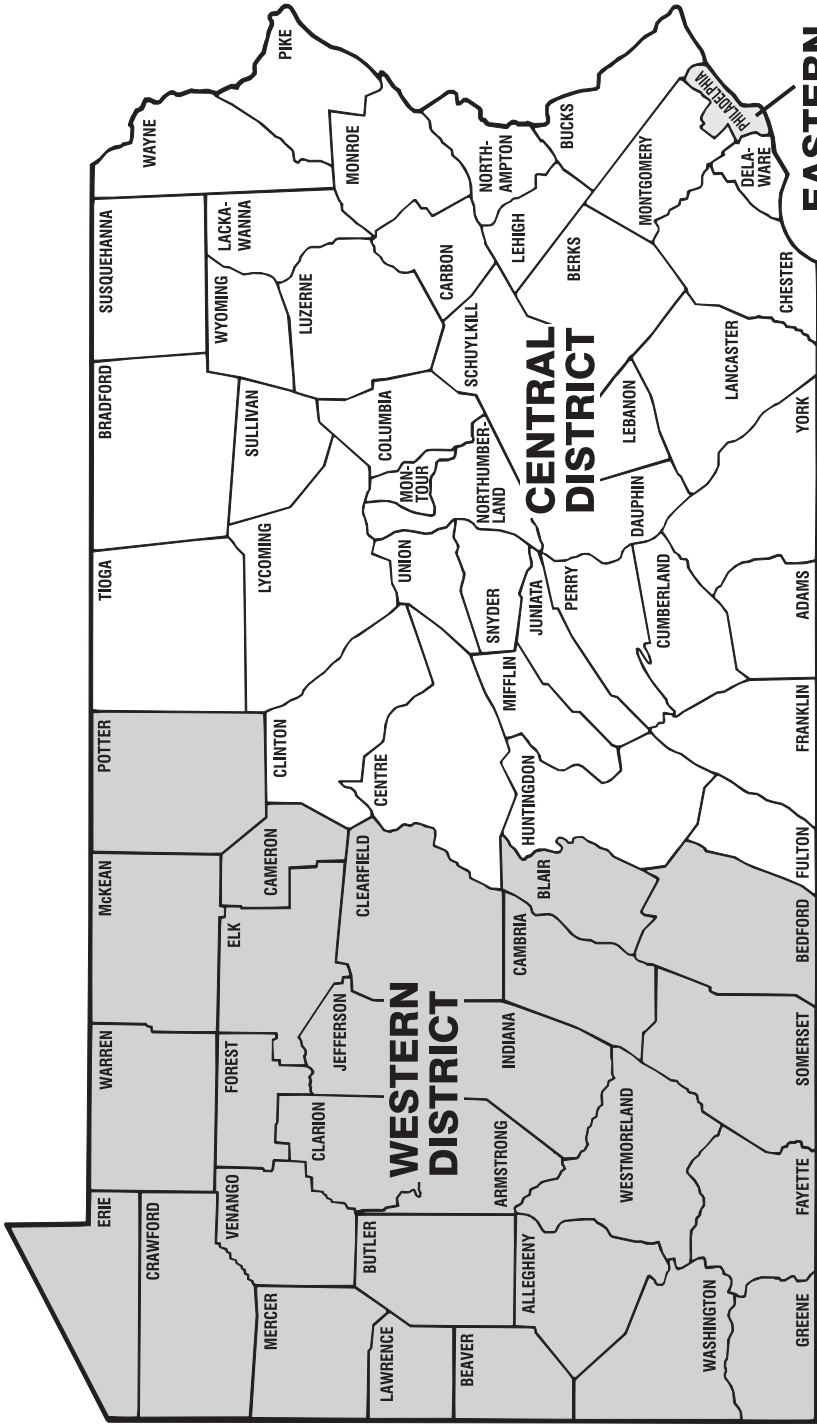 ERIE
WARREN
McKEAN
POTTER
TIOGA
BRADFORD
SUSQUEHANNA
CRAWFORD
WAYNE
VENANGO
FOREST
ELK
WYOMING
LACKA-
WANNA
MERCER
CAMERON
CLINTON
LYCOMING
SULLIVAN
LUZERNE
PIKE
CLARION
JEFFERSON
CLEARFIELD
BUTLER
CENTRE
COLUMBIA
MONROE
LAWRENCE
WESTERN
DISTRICT
UNION
MON-
TOUR
CARBON
BEAVER
ARMSTRONG
INDIANA
SNYDER
NORTHUMBER-
LAND
SCHUYLKILL
NORTH-
AMPTON
ALLEGHENY
CAMBRIA
BLAIR
HUNTINGDON
MIFFLIN
JUNIATA
PERRY
CENTRAL
DISTRICT
LEHIGH
BUCKS
BERKS
WESTMORELAND
CUMBERLAND
DAUPHIN
LEBANON
MONTGOMERY
WASHINGTON
LANCASTER
PHILADELPHIA
DELA-
WARE
GREENE
FAYETTE
SOMERSET
BEDFORD
FULTON
FRANKLIN
ADAMS
YORK
CHESTER
EASTERN